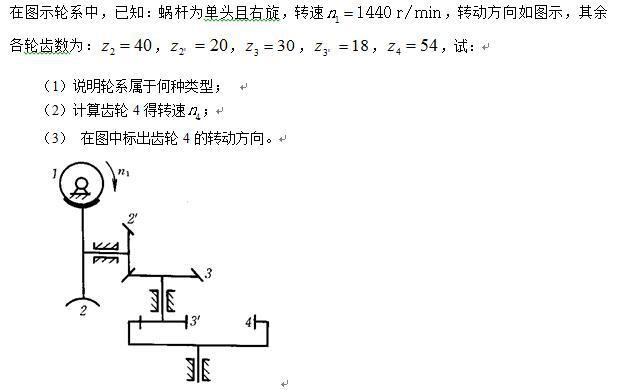 在图示轮系中，已知：蜗杆为单头且右旋，转速n₁=1440 r/min，转动方向如图示，其余
各轮齿数为：z₂=40，z₂'=20，z₃=30，z₃'=18，z₄=54，试：
（1）说明轮系属于何种类型；
（2）计算齿轮 4 得转速n₄；
（3） 在图中标出齿轮 4 的转动方向。
1
n₁
2'
3
2
3'
4